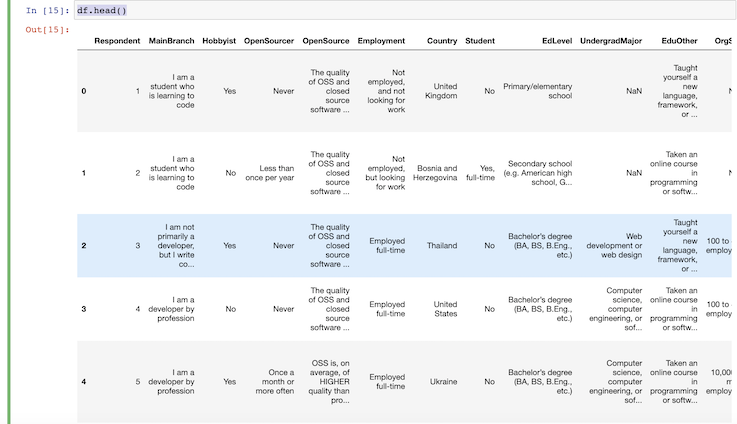 In [15]: df.head()
Out[15]:
Respondent MainBranch Hobbyist OpenSourcer OpenSource Employment Country Student EdLevel UndergradMajor EduOther OrgS
0 1 I am a student who is learning to code Yes Never The quality of OSS and closed source software ... Not employed, and not looking for work United Kingdom No Primary/elementary school NaN Taught yourself a new language, framework, or ... N
1 2 I am a student who is learning to code No Less than once per year The quality of OSS and closed source software ... Not employed, but looking for work Bosnia and Herzegovina Yes, full-time Secondary school (e.g. American high school, G... NaN Taken an online course in programming or softw... N
2 3 I am not primarily a developer, but I write co... Yes Never The quality of OSS and closed source software ... Employed full-time Thailand No Bachelor's degree (BA, BS, B.Eng., etc.) Web development or web design Taught yourself a new language, framework, or ... 100 to employ
3 4 I am a developer by profession No Never The quality of OSS and closed source software ... Employed full-time United States No Bachelor's degree (BA, BS, B.Eng., etc.) Computer science, computer engineering, or sof... Taken an online course in programming or softw... 100 to employ
4 5 I am a developer by profession Yes Once a month or more often OSS is, on average, of HIGHER quality than pro... Employed full-time Ukraine No Bachelor's degree (BA, BS, B.Eng., etc.) Computer science, computer engineering, or sof... Taken an online course in programming or softw... 10,00 m employ